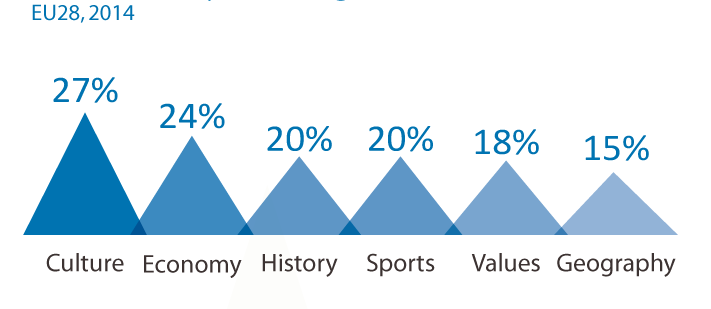 EU28, 2014
27%
24%
20%
20%
18%
15%
Culture
Economy
History
Sports
Values
Geography